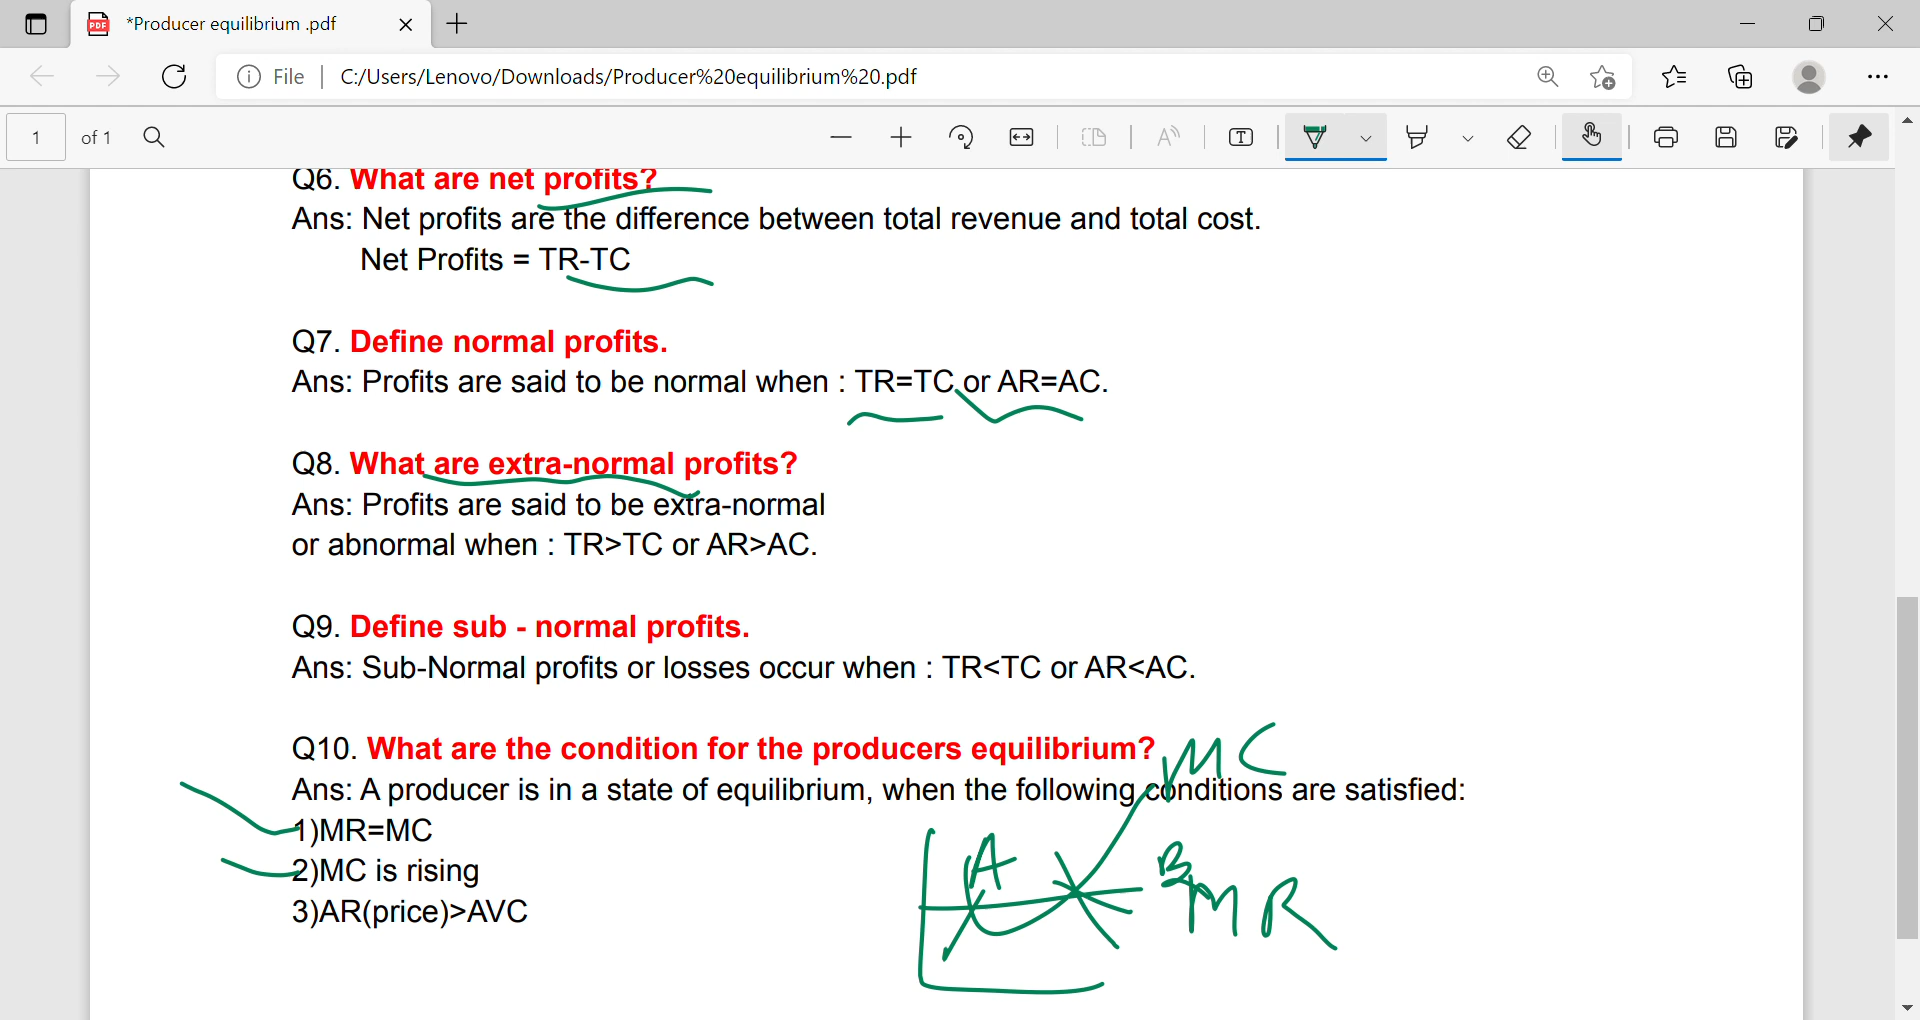 *Producer equilibrium .pdf
File C:/Users/Lenovo/Downloads/Producer%20equilibrium%20.pdf
1 of 1
Q6. What are net profits?
Ans: Net profits are the difference between total revenue and total cost.
Net Profits = TR-TC
Q7. Define normal profits.
Ans: Profits are said to be normal when : TR=TC or AR=AC.
Q8. What are extra-normal profits?
Ans: Profits are said to be extra-normal
or abnormal when : TR>TC or AR>AC.
Q9. Define sub - normal profits.
Ans: Sub-Normal profits or losses occur when : TR<TC or AR<AC.
Q10. What are the condition for the producers equilibrium?
MC
Ans: A producer is in a state of equilibrium, when the following conditions are satisfied:
1)MR=MC
2)MC is rising
3)AR(price)>AVC
A
B
MR